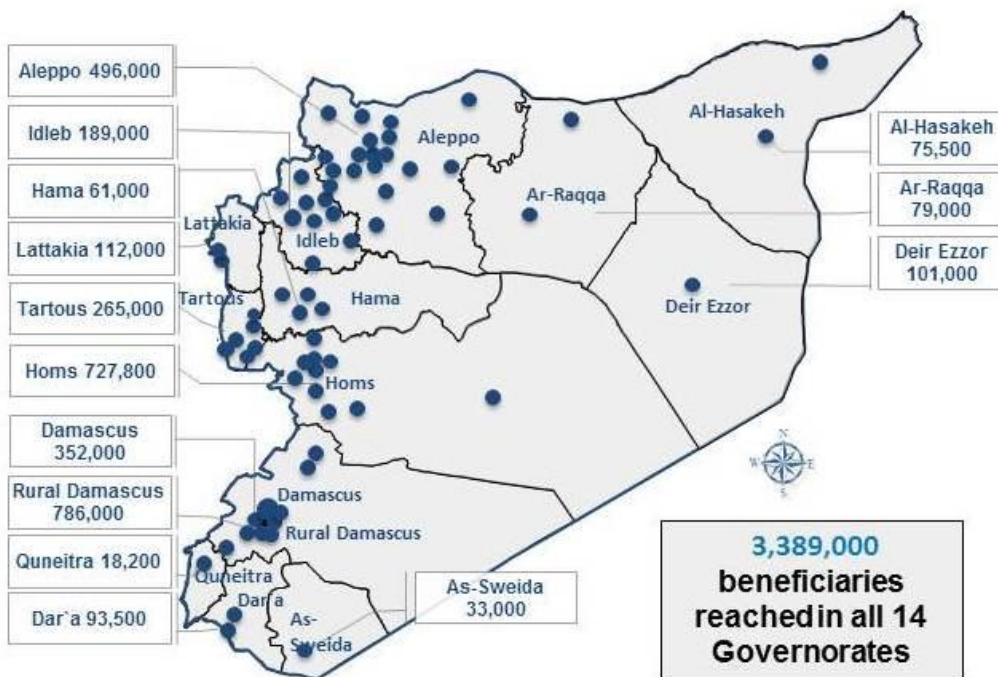 Aleppo 496,000
Idleb 189,000
Hama 61,000
Lattakia 112,000
Tartous 265,000
Homs 727,800
Damascus
352,000
Rural Damascus
786,000
Quneitra 18,200
Dar`a 93,500
Aleppo
Al-Hasakeh
Ar-Raqqa
Lattakia
Idleb
Hama
Tartous
Deir Ezzor
Homs
Damascus
Rural Damascus
Quneitra
Dar`a
As-
Sweida
Al-Hasakeh
75,500
Ar-Raqqa
79,000
Deir Ezzor
101,000
N
W E
S
As-Sweida
33,000
3,389,000
beneficiaries
reached in all 14
Governorates